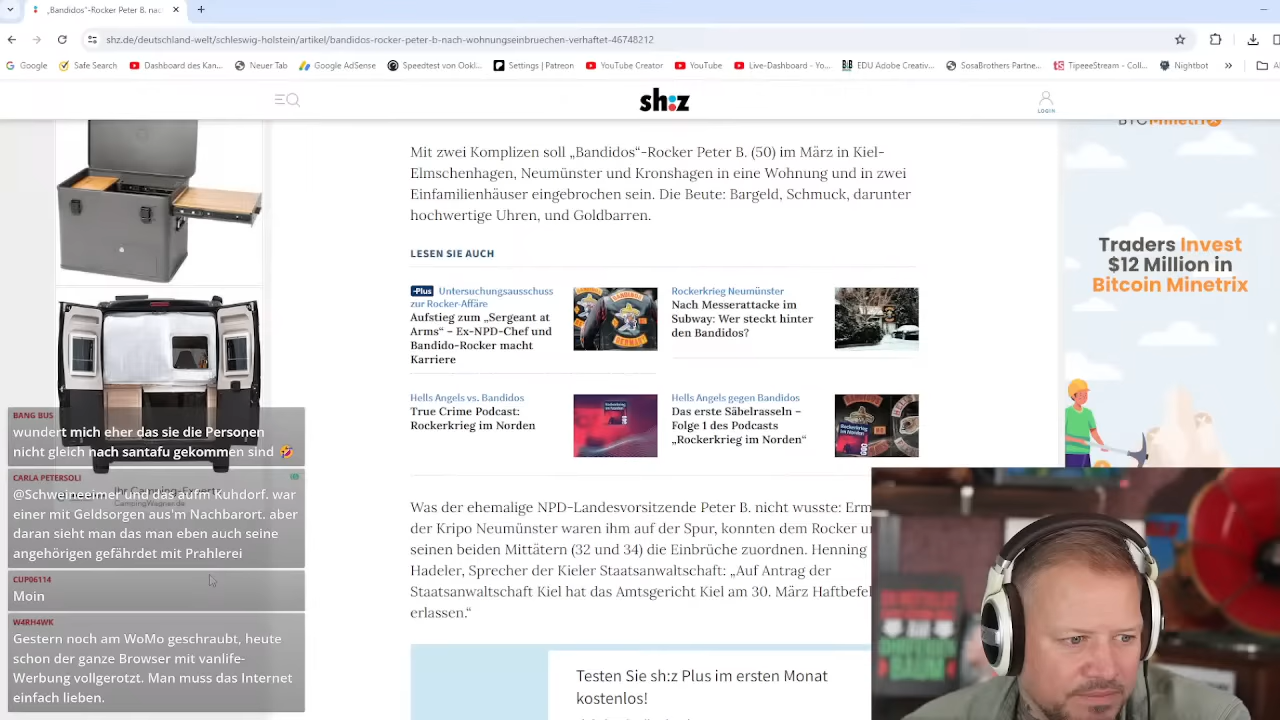 „Bandidos“-Rocker Peter B. nac
shz.de/deutschland-welt/schleswig-holstein/artikel/bandidos-rocker-peter-b-nach-wohnungseinbruechen-verhaftet-46748212
Google
Safe Search
Dashboard des Kan...
Neuer Tab
Google AdSense
Speedtest von Ookl...
Settings | Patreon
YouTube Creator
YouTube
Live-Dashboard - Yo...
EDU Adobe Creativ...
SosaBrothers Partne...
TipeeeStream - Coll...
Nightbot
»
sh:z
LOGIN
Mit zwei Komplizen soll „Bandidos“-Rocker Peter B. (50) im März in Kiel-
Elmschenhagen, Neumünster und Kronshagen in eine Wohnung und in zwei
Einfamilienhäuser eingebrochen sein. Die Beute: Bargeld, Schmuck, darunter
hochwertige Uhren, und Goldbarren.
LESEN SIE AUCH
Plus Untersuchungsausschuss
zur Rocker-Affäre
Aufstieg zum „Sergeant at
Arms“ – Ex-NPD-Chef und
Bandido-Rocker macht
Karriere
Rockerkrieg Neumünster
Nach Messerattacke im
Subway: Wer steckt hinter
den Bandidos?
Hells Angels vs. Bandidos
True Crime Podcast:
Rockerkrieg im Norden
Hells Angels gegen Bandidos
Das erste Säbelrasseln –
Folge 1 des Podcasts
„Rockerkrieg im Norden“
Was der ehemalige NPD-Landesvorsitzende Peter B. nicht wusste: Erm
der Kripo Neumünster waren ihm auf der Spur, konnten dem Rocker u
seinen beiden Mittätern (32 und 34) die Einbrüche zuordnen. Henning
Hadeler, Sprecher der Kieler Staatsanwaltschaft: „Auf Antrag der
Staatsanwaltschaft Kiel hat das Amtsgericht Kiel am 30. März Haftbefe
erlassen.“
Testen Sie sh:z Plus im ersten Monat
kostenlos!
BTCMinetrix
Traders Invest
$12 Million in
Bitcoin Minetrix
Ihr Camping-Experte
CampingWagner.de
BANG BUS
wundert mich eher das sie die Personen
nicht gleich nach santafu gekommen sind 🤣
CARLA PETERSOLI
@Schweineeimer und das aufm Kuhdorf. war
einer mit Geldsorgen aus'm Nachbarort. aber
daran sieht man das man eben auch seine
angehörigen gefährdet mit Prahlerei
CUP06114
Moin
W4RH4WK
Gestern noch am WoMo geschraubt, heute
schon der ganze Browser mit vanlife-
Werbung vollgerotzt. Man muss das Internet
einfach lieben.